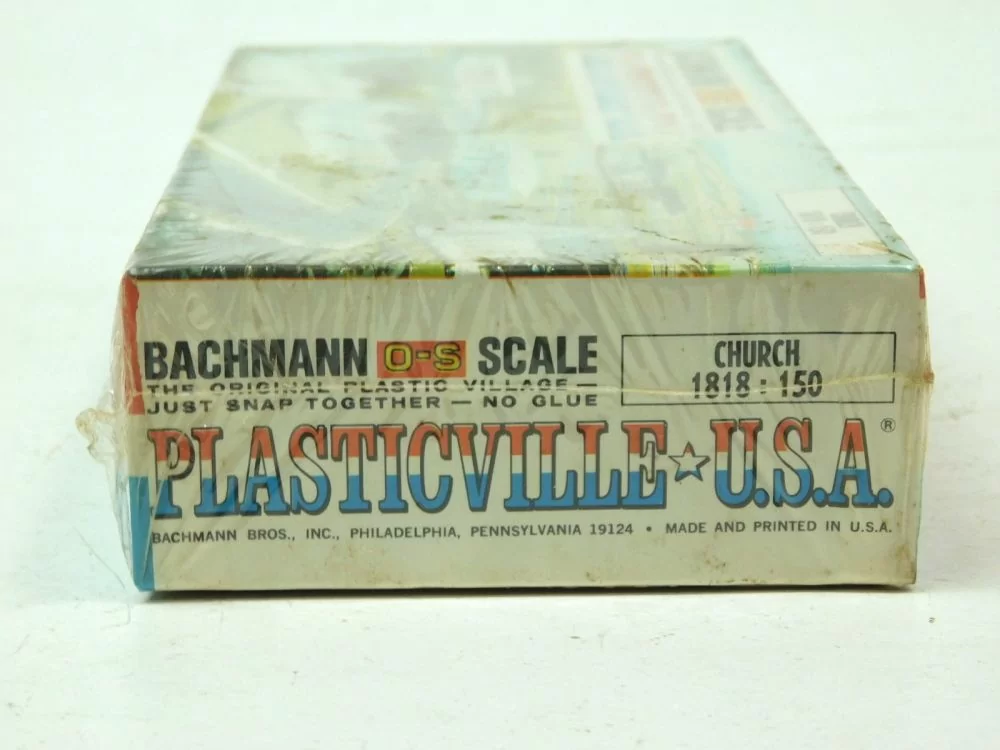 BACHMANN O-S SCALE
THE ORIGINAL PLASTIC VILLAGE —
JUST SNAP TOGETHER — NO GLUE
CHURCH
1818 : 150
PLASTICVILLE ★ U.S.A.®
BACHMANN BROS., INC., PHILADELPHIA, PENNSYLVANIA 19124 • MADE AND PRINTED IN U.S.A.